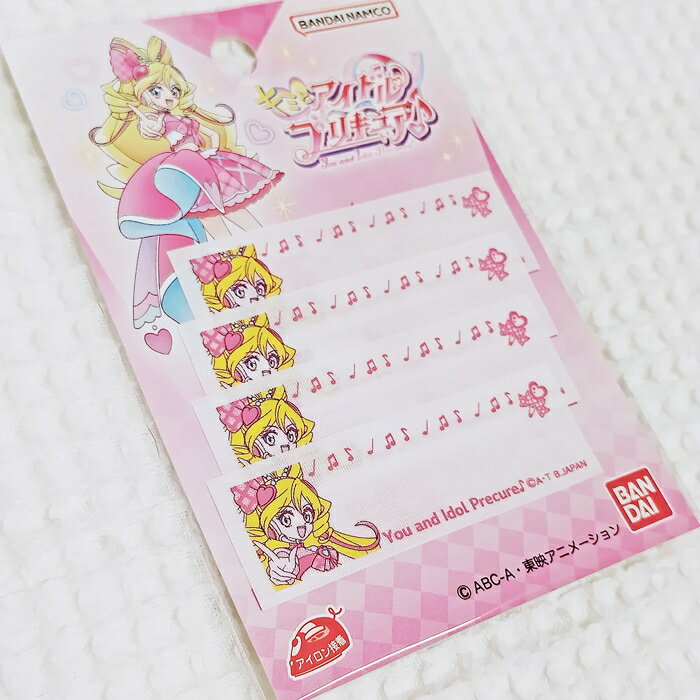 BANDAI NAMCO
キミとアイドル
プリキュア♪
You and Idol
You and Idol Precure♪ ©A・T B,JAPAN
BAN
DAI
© ABC-A・東映アニメーション
アイロン接着